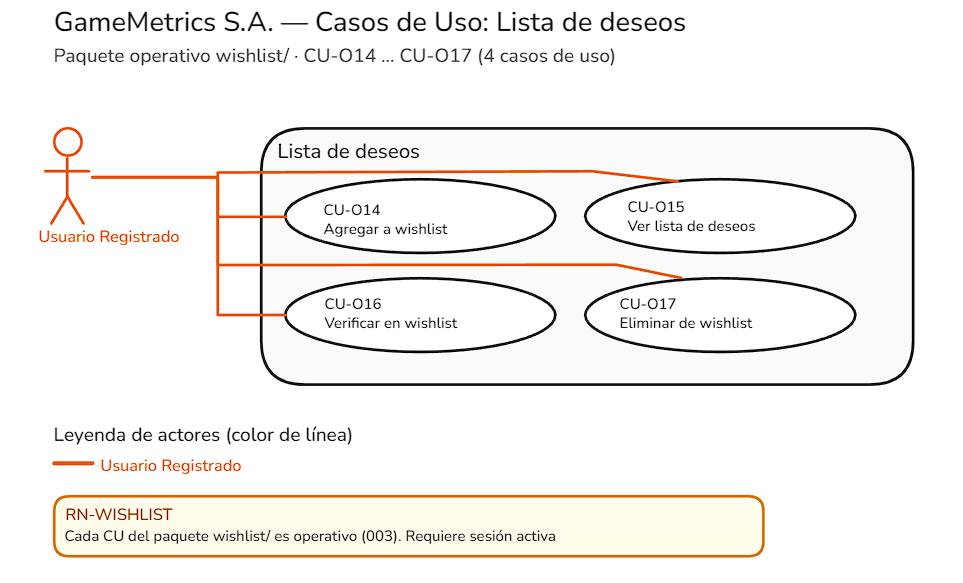 GameMetrics S.A. — Casos de Uso: Lista de deseos
Paquete operativo wishlist/ · CU-O14 ... CU-O17 (4 casos de uso)
Lista de deseos
CU-O14
Agregar a wishlist
CU-O15
Ver lista de deseos
Usuario Registrado
CU-O16
Verificar en wishlist
CU-O17
Eliminar de wishlist
Leyenda de actores (color de línea)
Usuario Registrado
RN-WISHLIST
Cada CU del paquete wishlist/ es operativo (003). Requiere sesión activa